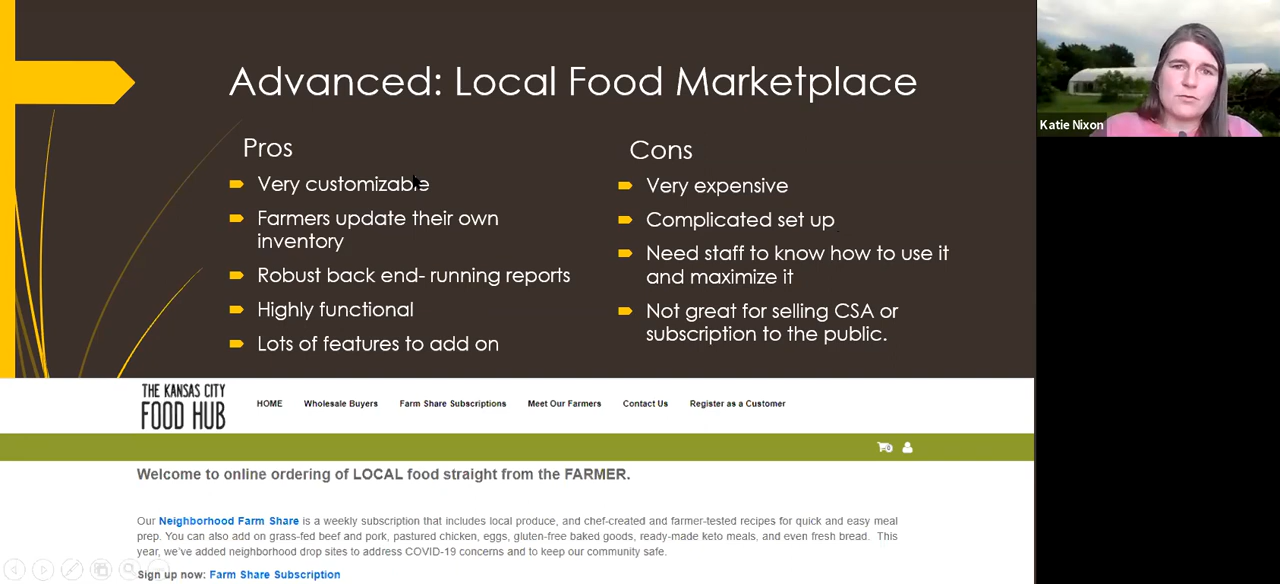 Advanced: Local Food Marketplace
Pros
Very customizable
Farmers update their own
inventory
Robust back end- running reports
Highly functional
Lots of features to add on
Cons
Very expensive
Complicated set up
Need staff to know how to use it
and maximize it
Not great for selling CSA or
subscription to the public.
Katie Nixon
THE KANSAS CITY
FOOD HUB
HOME Wholesale Buyers Farm Share Subscriptions Meet Our Farmers Contact Us Register as a Customer
0
Welcome to online ordering of LOCAL food straight from the FARMER.
Our Neighborhood Farm Share is a weekly subscription that includes local produce, and chef-created and farmer-tested recipes for quick and easy meal
prep. You can also add on grass-fed beef and pork, pastured chicken, eggs, gluten-free baked goods, ready-made keto meals, and even fresh bread. This
year, we've added neighborhood drop sites to address COVID-19 concerns and to keep our community safe.
Sign up now: Farm Share Subscription